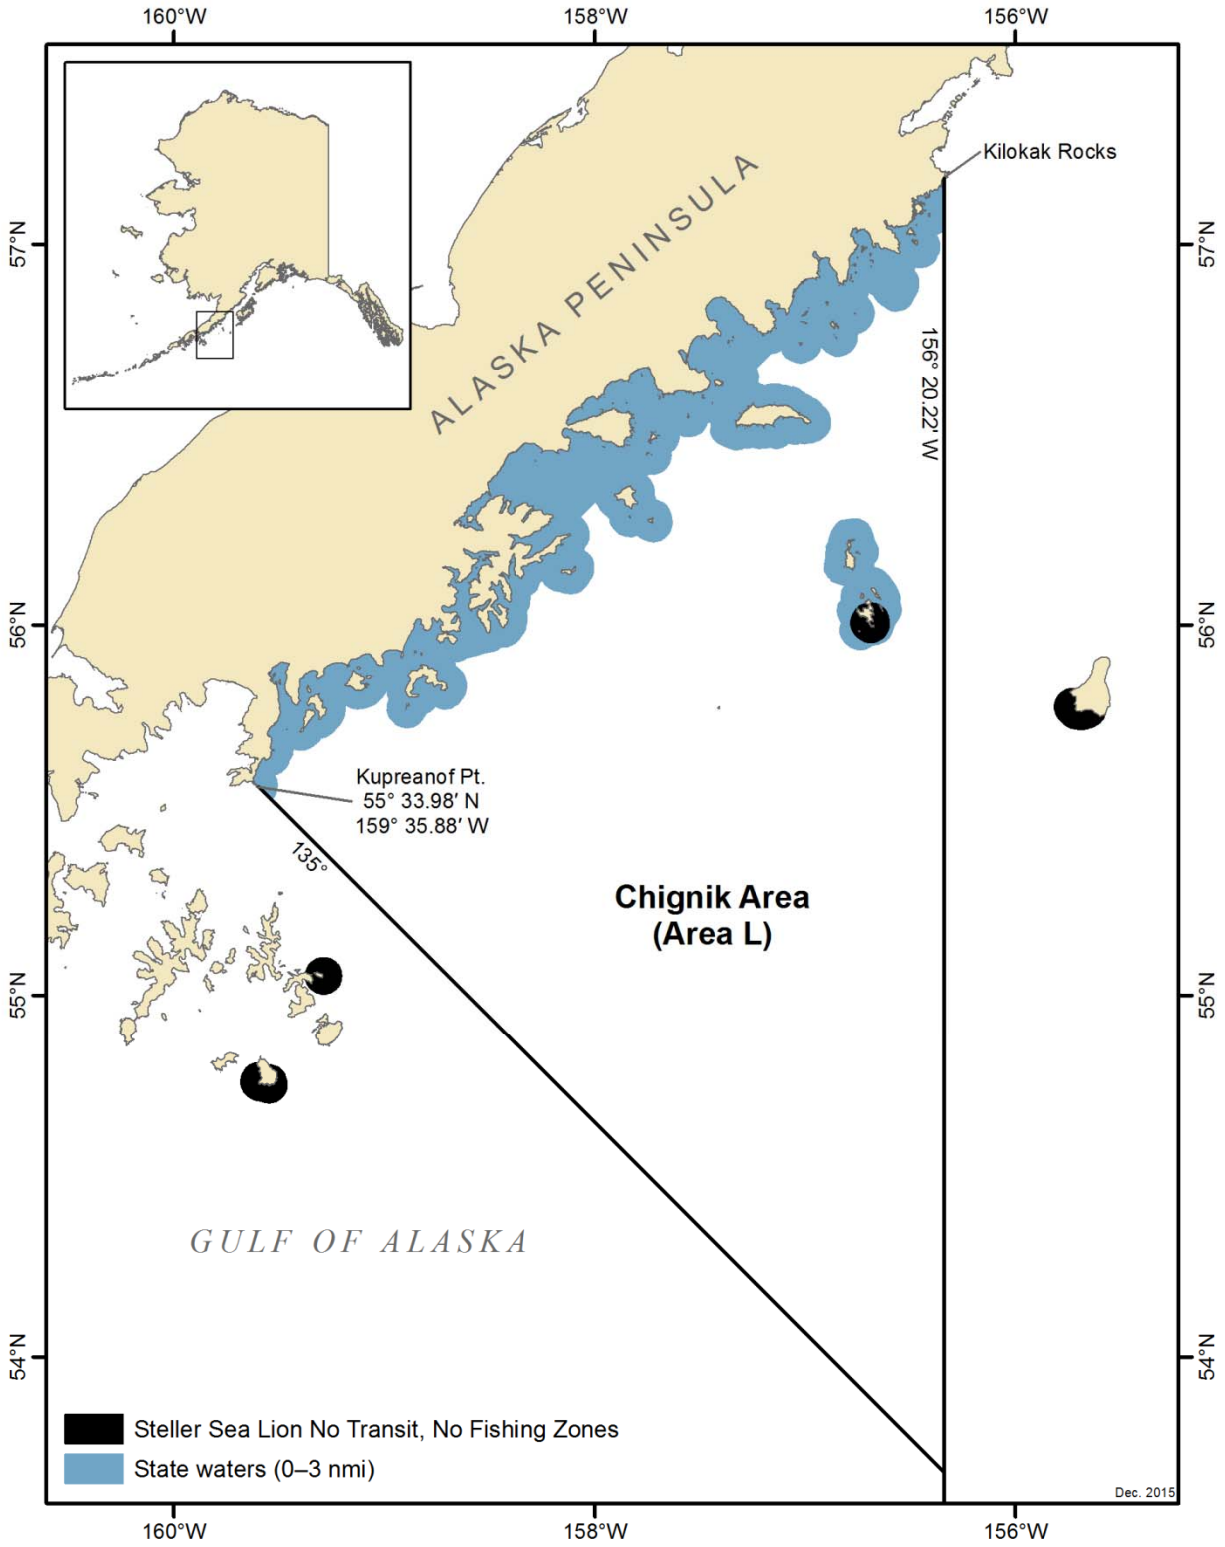 160°W
158°W
156°W
Kilokak Rocks
57°N
57°N
ALASKA PENINSULA
156° 20.22' W
56°N
56°N
Kupreanof Pt.
55° 33.98′ N
159° 35.88′ W
135°
Chignik Area
(Area L)
55°N
55°N
GULF OF ALASKA
54°N
54°N
Steller Sea Lion No Transit, No Fishing Zones
State waters (0–3 nmi)
Dec. 2015
160°W
158°W
156°W